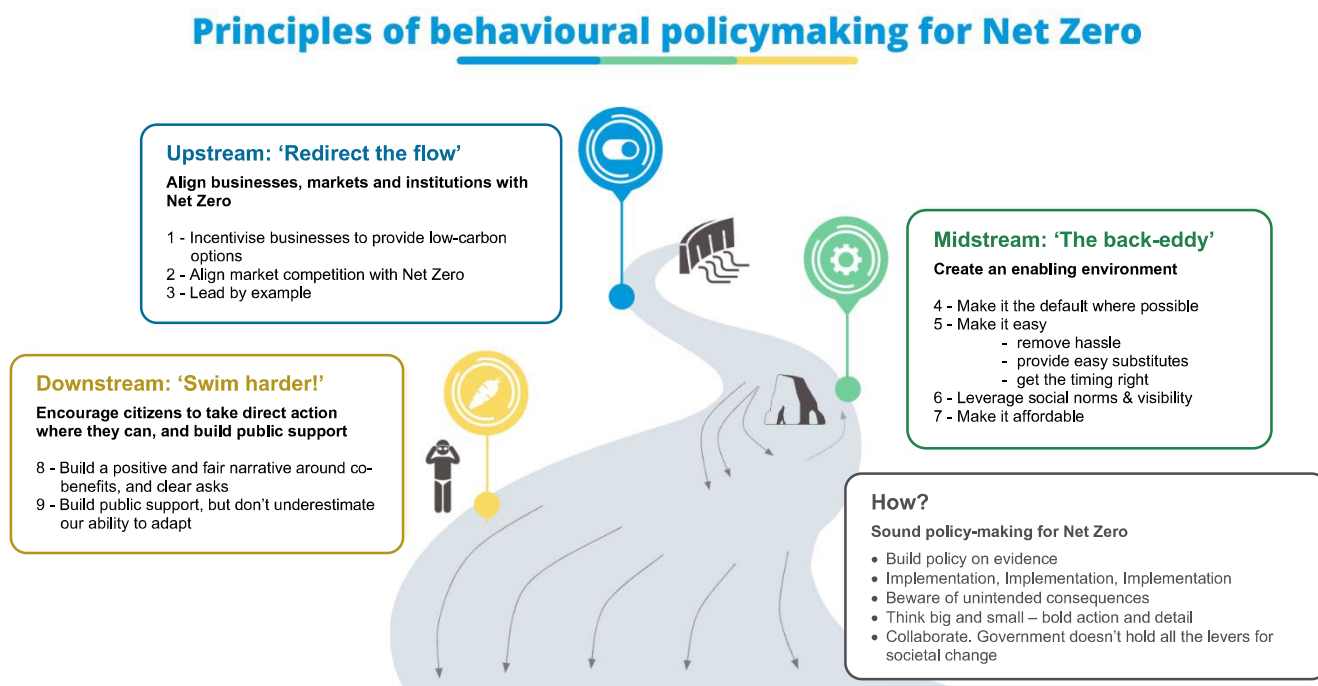 Principles of behavioural policymaking for Net Zero
Upstream: ‘Redirect the flow’
Align businesses, markets and institutions with
Net Zero
1 - Incentivise businesses to provide low-carbon
options
2 - Align market competition with Net Zero
3 - Lead by example
Midstream: ‘The back-eddy’
Create an enabling environment
4 - Make it the default where possible
5 - Make it easy
- remove hassle
- provide easy substitutes
- get the timing right
6 - Leverage social norms & visibility
7 - Make it affordable
Downstream: ‘Swim harder!’
Encourage citizens to take direct action
where they can, and build public support
8 - Build a positive and fair narrative around co-
benefits, and clear asks
9 - Build public support, but don’t underestimate
our ability to adapt
How?
Sound policy-making for Net Zero
• Build policy on evidence
• Implementation, Implementation, Implementation
• Beware of unintended consequences
• Think big and small – bold action and detail
• Collaborate. Government doesn’t hold all the levers for
societal change